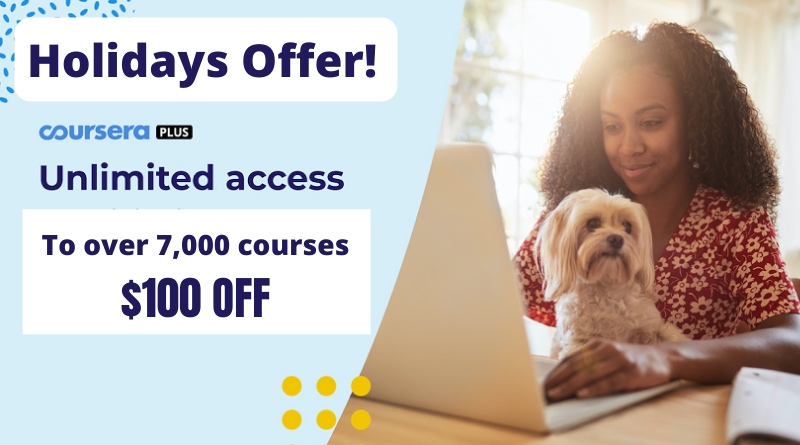 Holidays Offer!
coursera PLUS
Unlimited access
To over 7,000 courses
$100 OFF